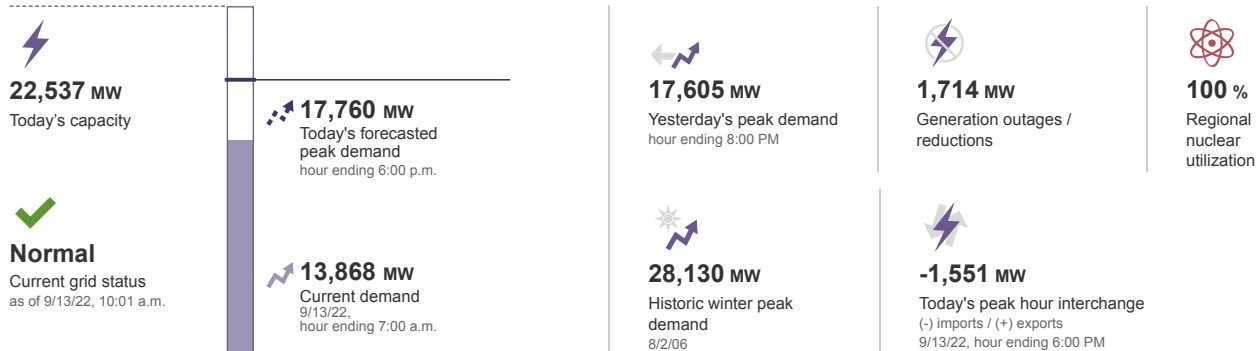 22,537 MW
Today's capacity
Normal
Current grid status
as of 9/13/22, 10:01 a.m.
17,760 MW
Today's forecasted
peak demand
hour ending 6:00 p.m.
13,868 MW
Current demand
9/13/22,
hour ending 7:00 a.m.
17,605 MW
Yesterday's peak demand
hour ending 8:00 PM
1,714 MW
Generation outages /
reductions
100 %
Regional
nuclear
utilization
28,130 MW
Historic winter peak
demand
8/2/06
-1,551 MW
Today's peak hour interchange
(-) imports / (+) exports
9/13/22, hour ending 6:00 PM